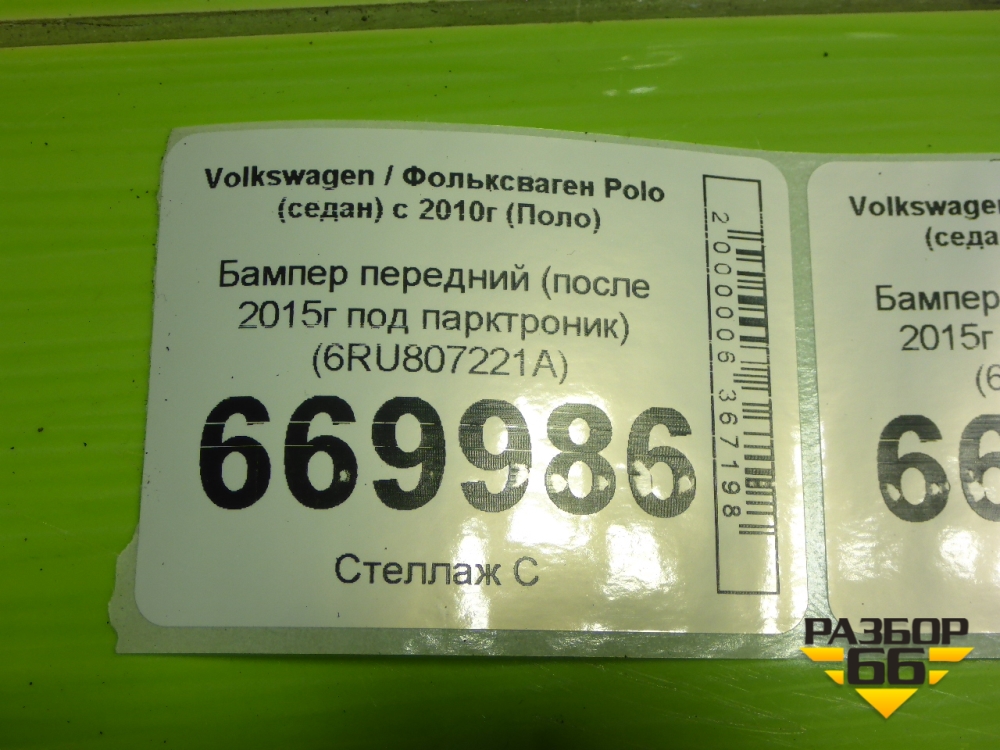 Volkswagen / Фольксваген Polo
(седан) с 2010г (Поло)
Бампер передний (после
2015г под парктроник)
(6RU807221A)
669986
Стеллаж С
2000006367198
Volkswagen
(седа
Бампер
2015г
(6
66
РАЗБОР
66